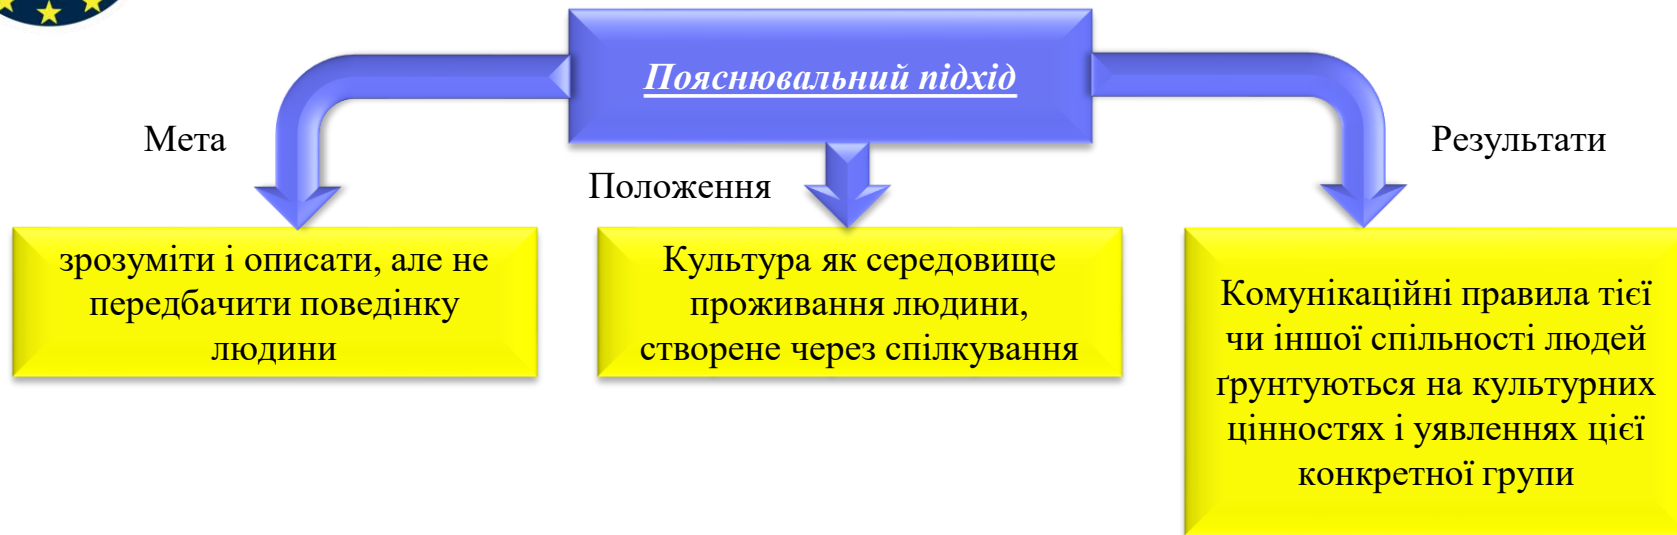 Пояснювальний підхід
Мета
Положення
Результати
зрозуміти і описати, але не
передбачити поведінку
людини
Культура як середовище
проживання людини,
створене через спілкування
Комунікаційні правила тієї
чи іншої спільності людей
ґрунтуються на культурних
цінностях і уявленнях цієї
конкретної групи